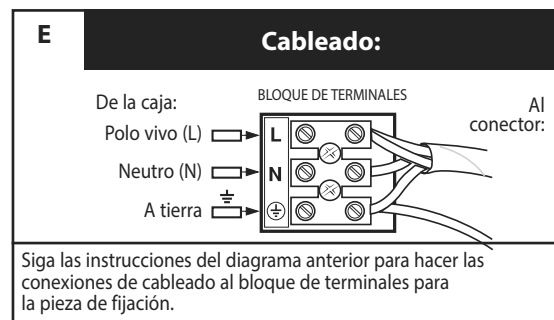 E
Cableado:
De la caja:
BLOQUE DE TERMINALES
Al
conector:
Polo vivo (L)
L
Neutro (N)
N
A tierra
Siga las instrucciones del diagrama anterior para hacer las
conexiones de cableado al bloque de terminales para
la pieza de fijación.